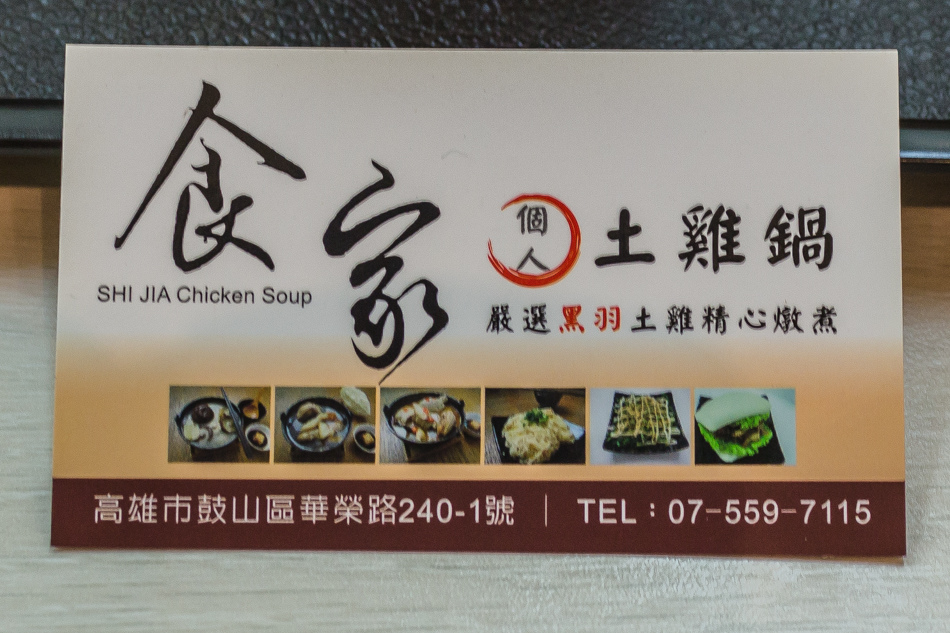 食家
SHI JIA Chicken Soup
個人 土雞鍋
嚴選黑羽土雞精心燉煮
高雄市鼓山區華榮路240-1號 | TEL：07-559-7115